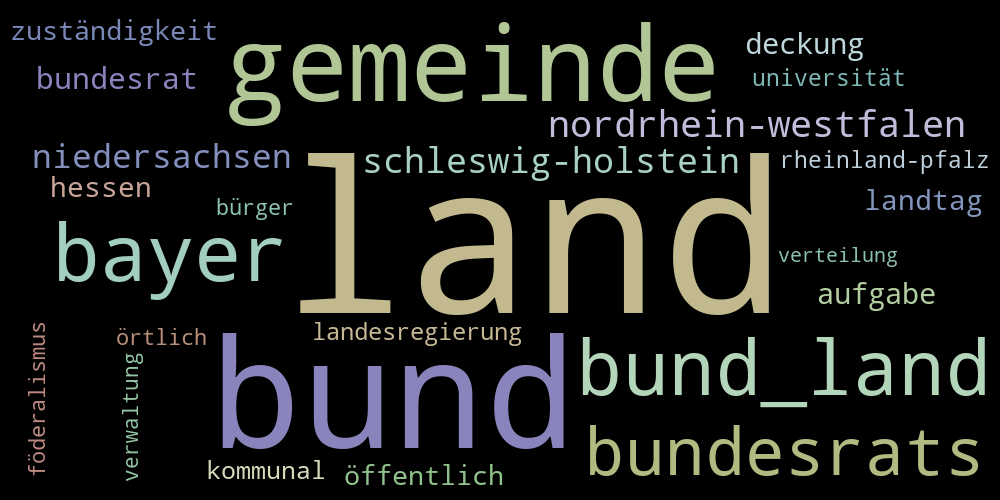 zuständigkeit
gemeinde
deckung
bundesrat
universität
nordrhein-westfalen
niedersachsen
schleswig-holstein
rheinland-pfalz
hessen
bürger
land
landtag
bayer
verteilung
aufgabe
föderalismus
örtlich
landesregierung
verwaltung
bund
bund_land
bundesrats
kommunal
öffentlich